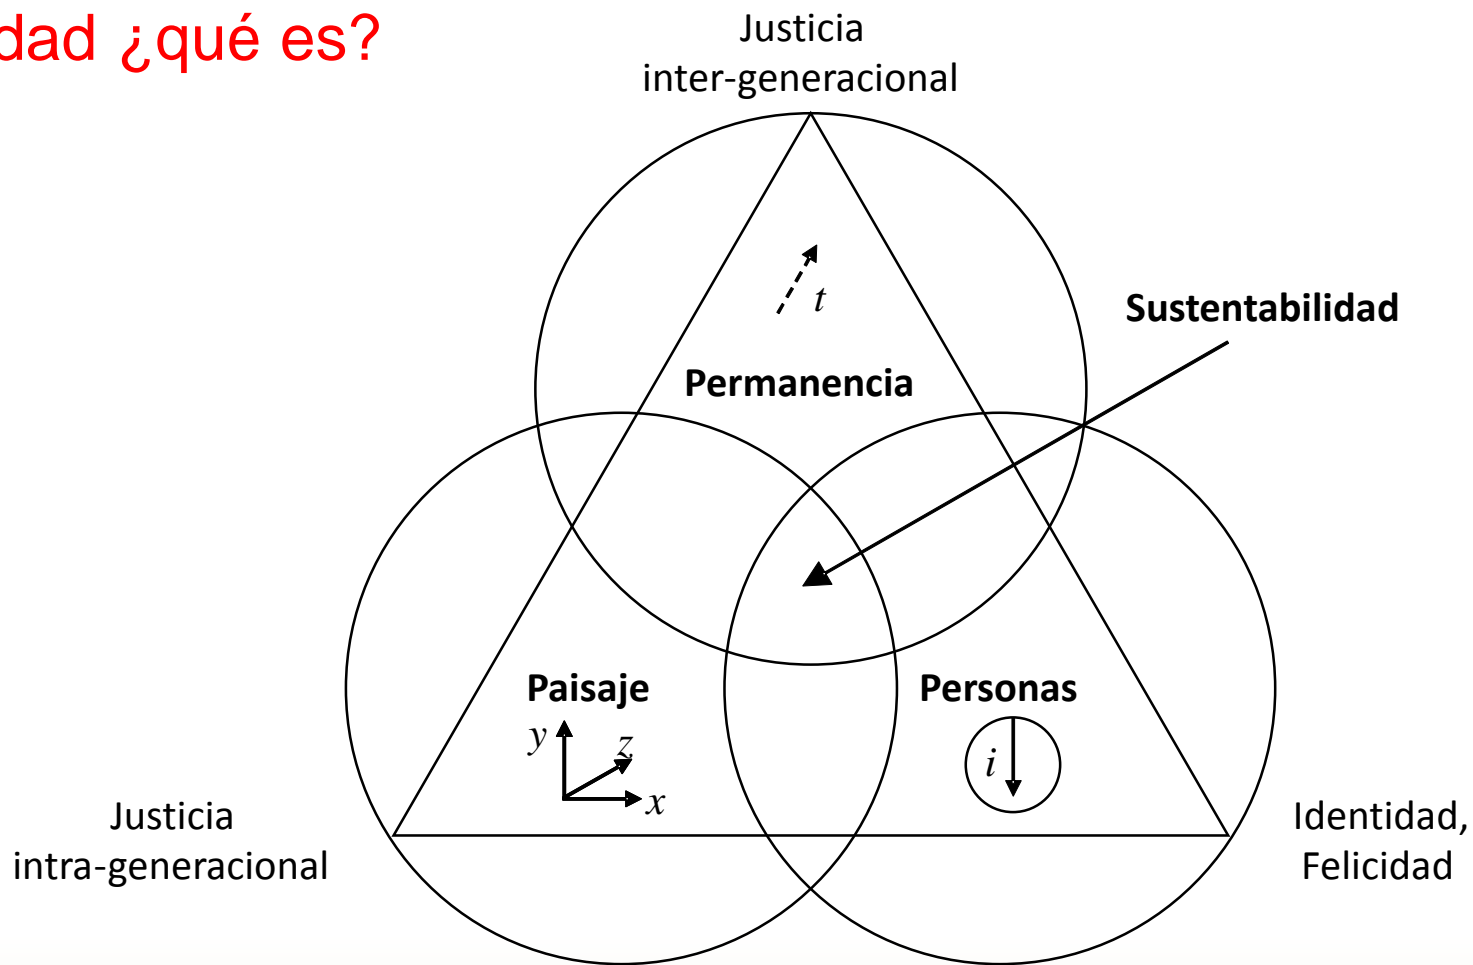 dad ¿qué es?
Justicia
inter-generacional
t
Sustentabilidad
Permanencia
Paisaje
Personas
y
z
i
x
Justicia
intra-generacional
Identidad,
Felicidad